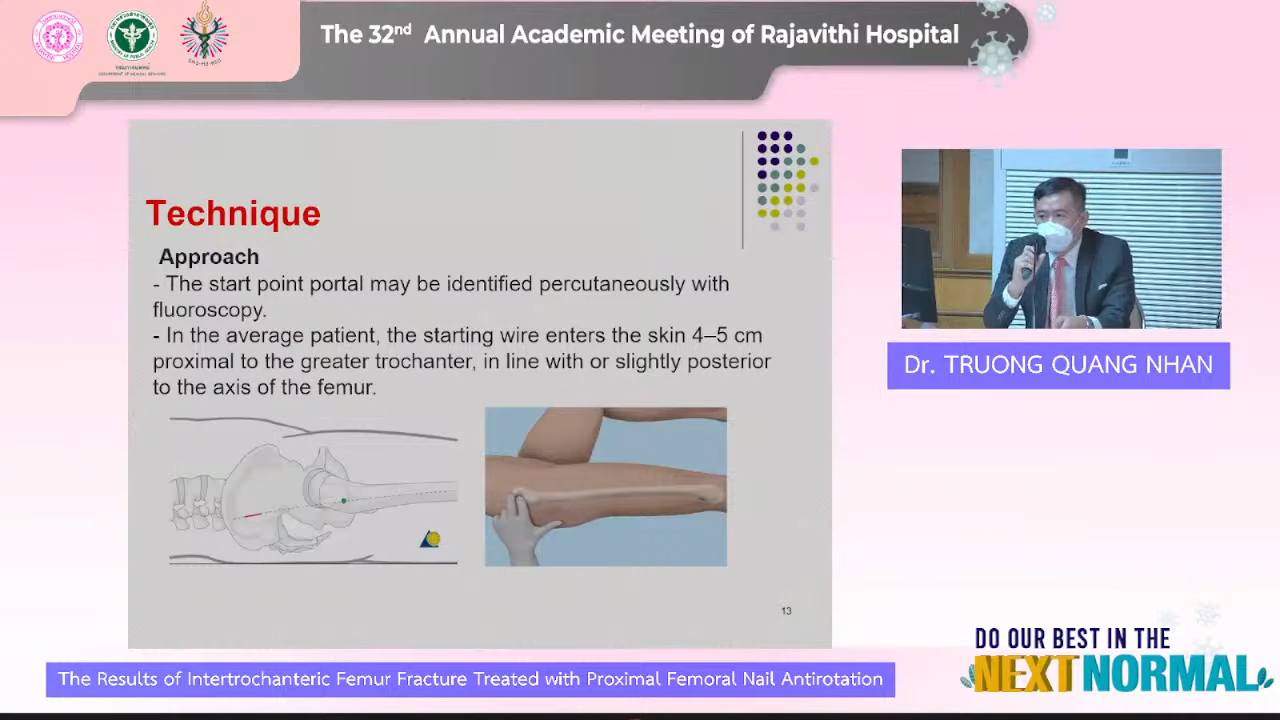 The 32nd Annual Academic Meeting of Rajavithi Hospital
Technique
Approach
- The start point portal may be identified percutaneously with
fluoroscopy.
- In the average patient, the starting wire enters the skin 4–5 cm
proximal to the greater trochanter, in line with or slightly posterior
to the axis of the femur.
13
Dr. TRUONG QUANG NHAN
The Results of Intertrochanteric Femur Fracture Treated with Proximal Femoral Nail Antirotation
DO OUR BEST IN THE
NEXT NORMAL